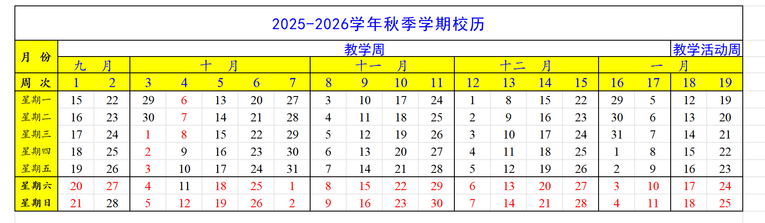 2025-2026学年秋季学期校历
月 份 教学周 教学活动周
九 月 十 月 十一 月 十二 月 一 月
周 次 1 2 3 4 5 6 7 8 9 10 11 12 13 14 15 16 17 18 19
星期一 15 22 29 6 13 20 27 3 10 17 24 1 8 15 22 29 5 12 19
星期二 16 23 30 7 14 21 28 4 11 18 25 2 9 16 23 30 6 13 20
星期三 17 24 1 8 15 22 29 5 12 19 26 3 10 17 24 31 7 14 21
星期四 18 25 2 9 16 23 30 6 13 20 27 4 11 18 25 1 8 15 22
星期五 19 26 3 10 17 24 31 7 14 21 28 5 12 19 26 2 9 16 23
星期六 20 27 4 11 18 25 1 8 15 22 29 6 13 20 27 3 10 17 24
星期日 21 28 5 12 19 26 2 9 16 23 30 7 14 21 28 4 11 18 25